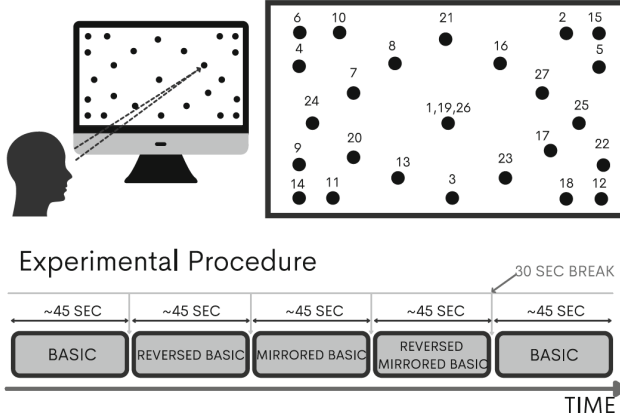 6 10 21 2 15
4 8 16 5
7 27
24 1,19,26 25
9 20 17 22
13 23
14 11 3 18 12
Experimental Procedure
30 SEC BREAK
~45 SEC ~45 SEC ~45 SEC ~45 SEC ~45 SEC
BASIC REVERSED BASIC MIRRORED BASIC REVERSED MIRRORED BASIC BASIC
TIME